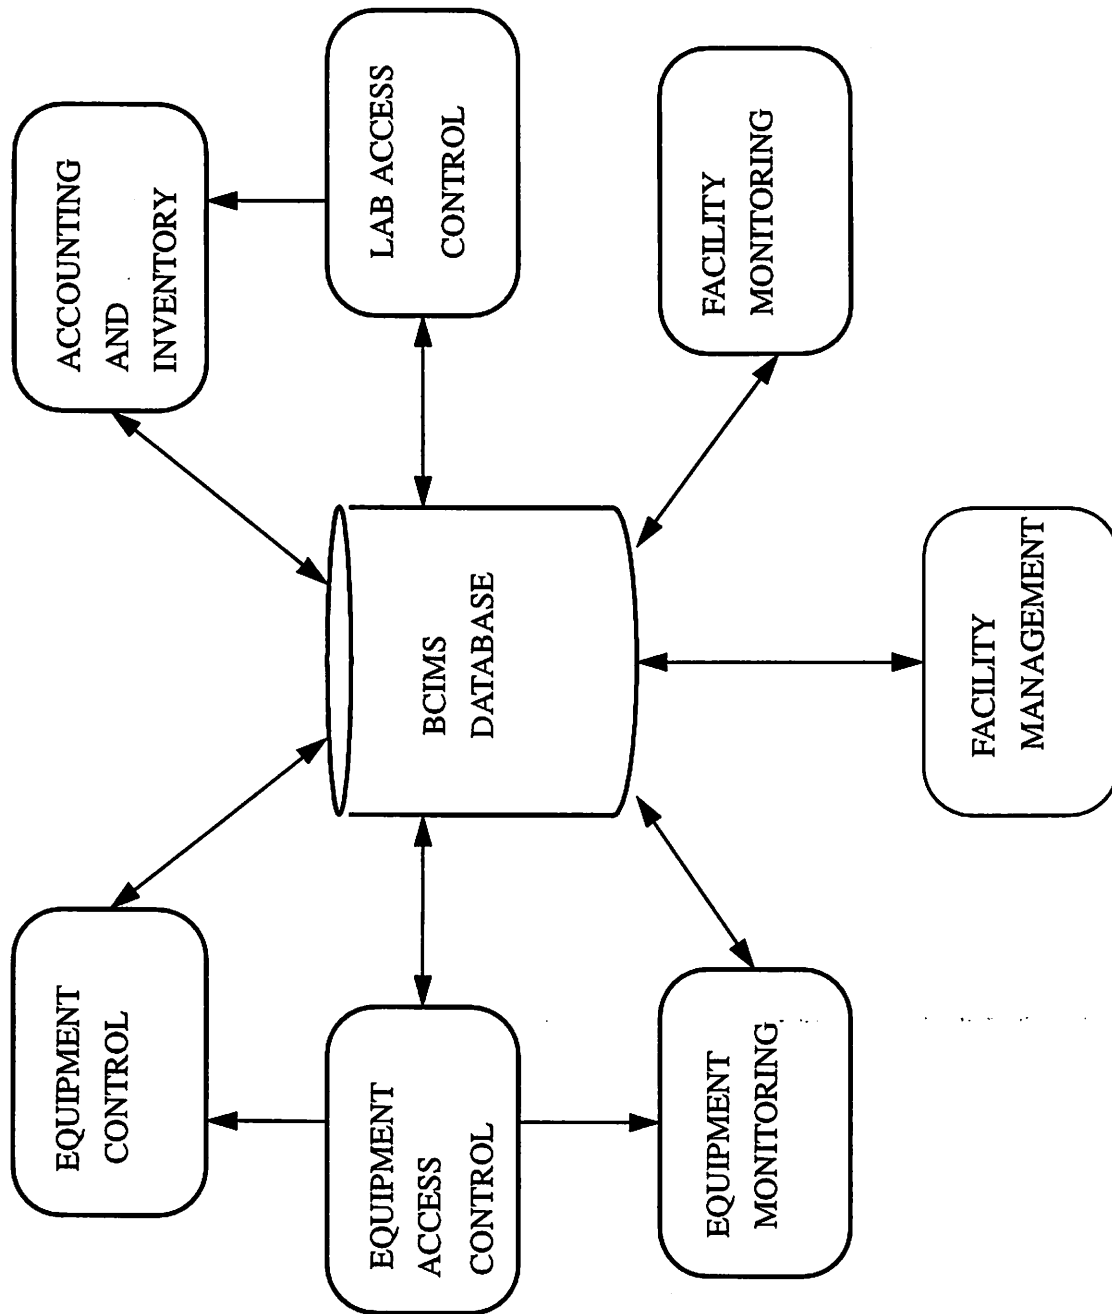 EQUIPMENT
CONTROL
ACCOUNTING
AND
INVENTORY
EQUIPMENT
ACCESS
CONTROL
BCIMS
DATABASE
LAB ACCESS
CONTROL
EQUIPMENT
MONITORING
FACILITY
MONITORING
FACILITY
MANAGEMENT